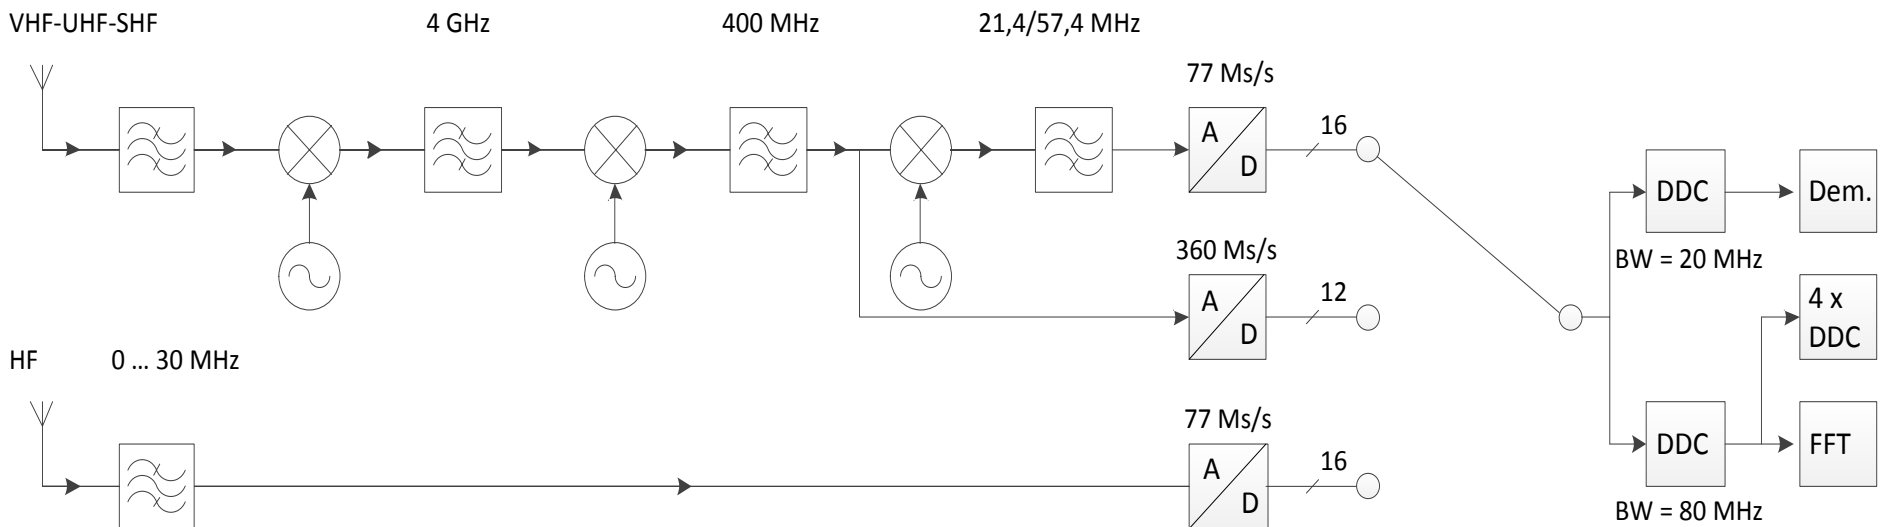 VHF-UHF-SHF
4 GHz
400 MHz
21,4/57,4 MHz
77 Ms/s
A
D
16
DDC
Dem.
BW = 20 MHz
360 Ms/s
A
D
12
4 x
DDC
HF
0 ... 30 MHz
77 Ms/s
A
D
16
DDC
FFT
BW = 80 MHz